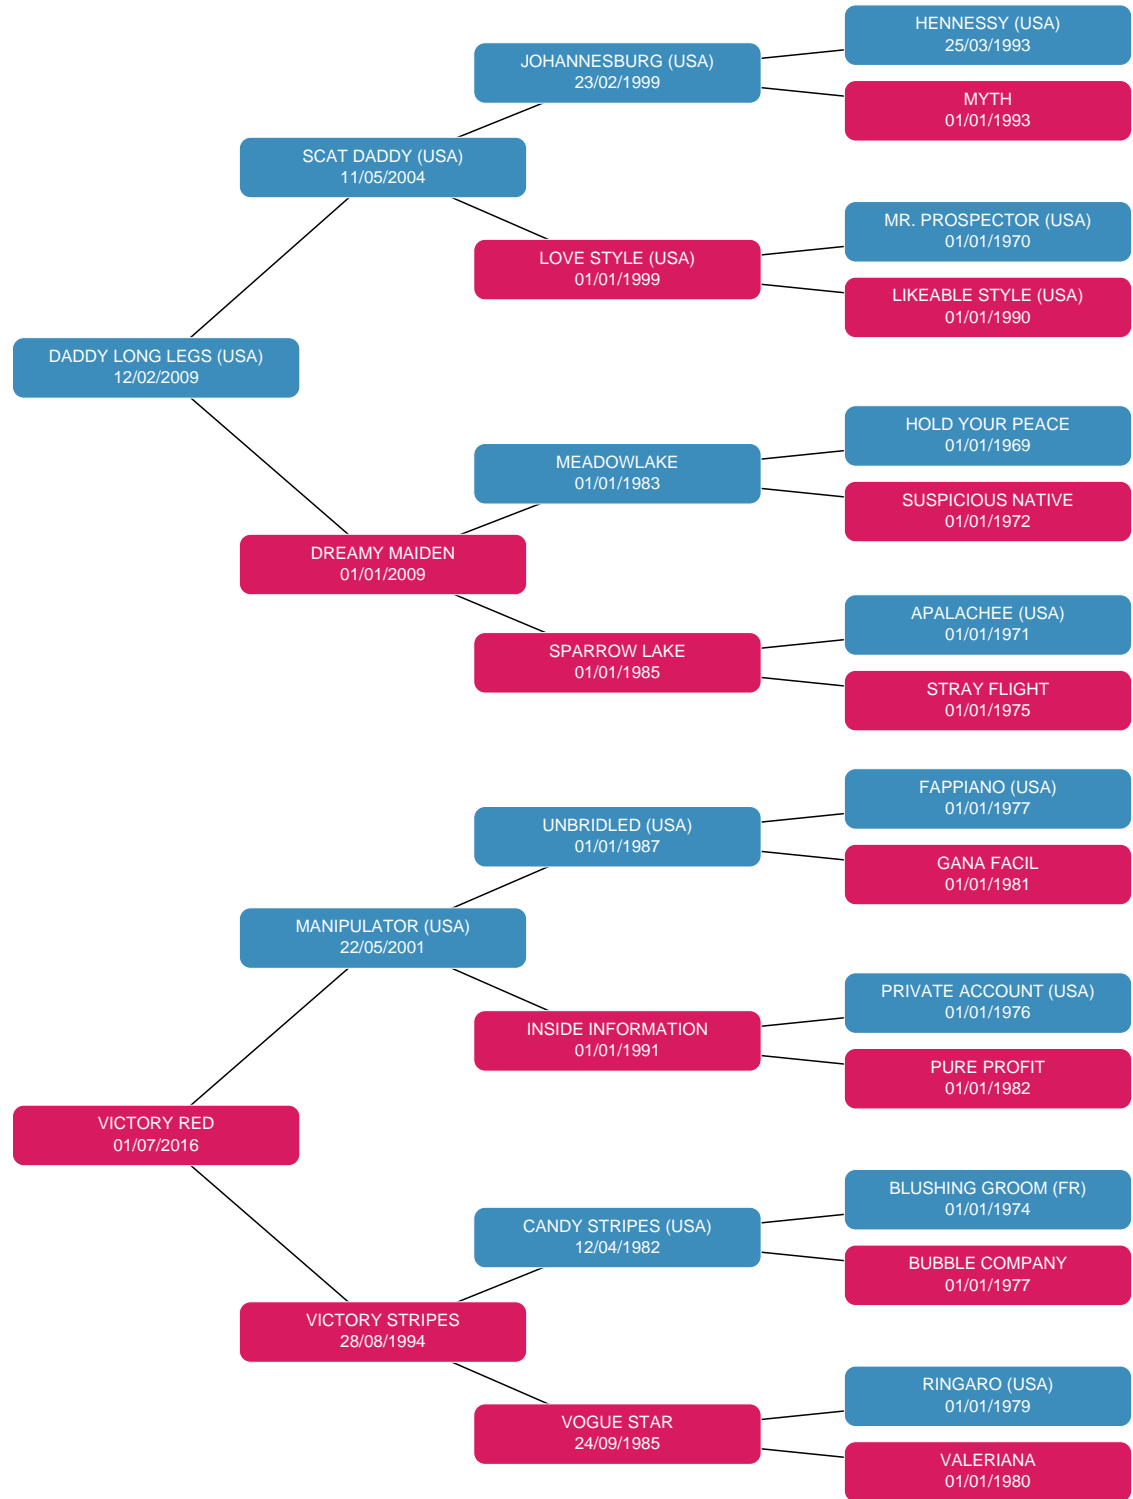 HENNESSY (USA)
25/03/1993
JOHANNESBURG (USA)
23/02/1999
MYTH
01/01/1993
SCAT DADDY (USA)
11/05/2004
MR. PROSPECTOR (USA)
01/01/1970
LOVE STYLE (USA)
01/01/1999
LIKEABLE STYLE (USA)
01/01/1990
DADDY LONG LEGS (USA)
12/02/2009
HOLD YOUR PEACE
01/01/1969
MEADOWLAKE
01/01/1983
SUSPICIOUS NATIVE
01/01/1972
DREAMY MAIDEN
01/01/2009
APALACHEE (USA)
01/01/1971
SPARROW LAKE
01/01/1985
STRAY FLIGHT
01/01/1975
FAPPIANO (USA)
01/01/1977
UNBRIDLED (USA)
01/01/1987
GANA FACIL
01/01/1981
MANIPULATOR (USA)
22/05/2001
PRIVATE ACCOUNT (USA)
01/01/1976
INSIDE INFORMATION
01/01/1991
PURE PROFIT
01/01/1982
VICTORY RED
01/07/2016
BLUSHING GROOM (FR)
01/01/1974
CANDY STRIPES (USA)
12/04/1982
BUBBLE COMPANY
01/01/1977
VICTORY STRIPES
28/08/1994
RINGARO (USA)
01/01/1979
VOGUE STAR
24/09/1985
VALERIANA
01/01/1980